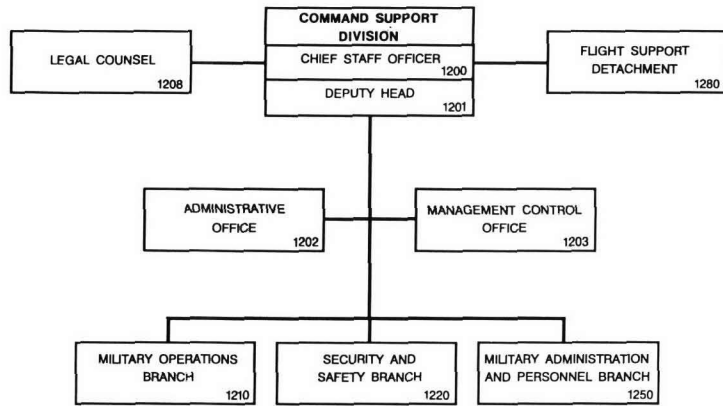 COMMAND SUPPORT
DIVISION
CHIEF STAFF OFFICER
1200
DEPUTY HEAD
1201
LEGAL COUNSEL
1208
FLIGHT SUPPORT
DETACHMENT
1280
ADMINISTRATIVE
OFFICE
1202
MANAGEMENT CONTROL
OFFICE
1203
MILITARY OPERATIONS
BRANCH
1210
SECURITY AND
SAFETY BRANCH
1220
MILITARY ADMINISTRATION
AND PERSONNEL BRANCH
1250